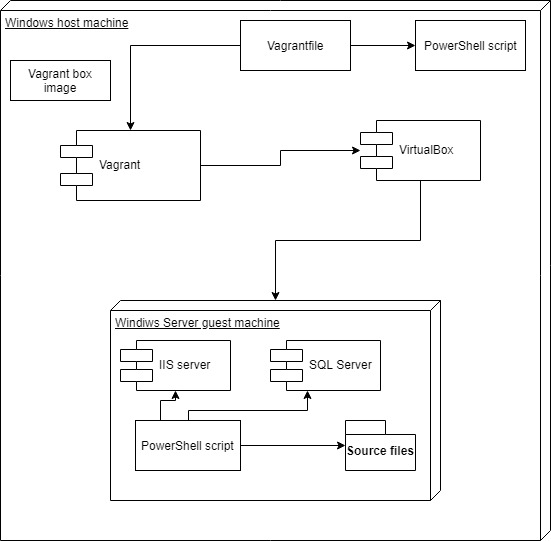 Windows host machine
Vagrantfile
PowerShell script
Vagrant box
image
Vagrant
VirtualBox
Windiws Server guest machine
IIS server
SQL Server
PowerShell script
Source files